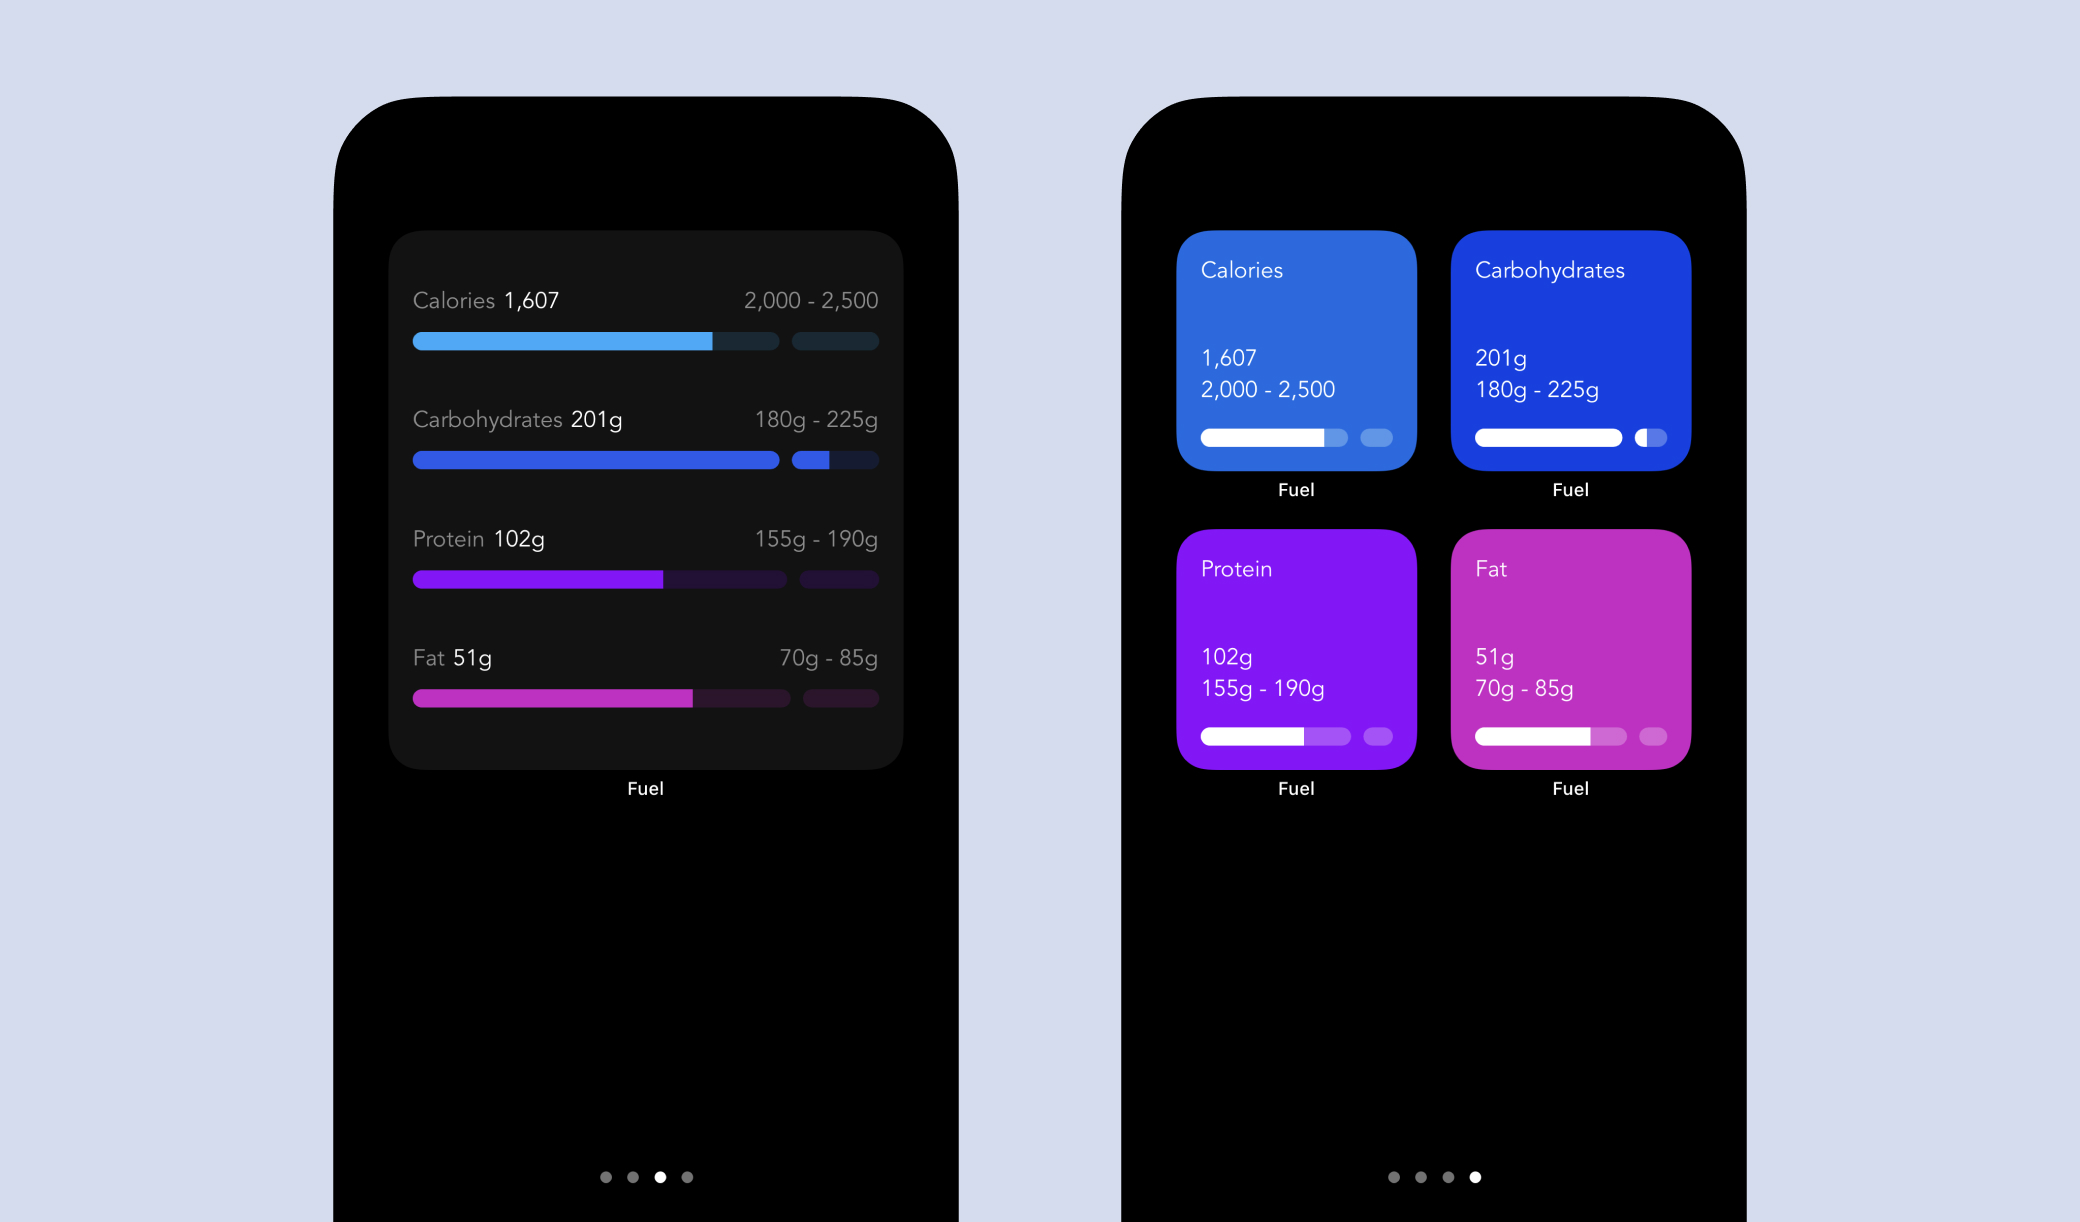 Calories 1,607 2,000 - 2,500
Carbohydrates 201g 180g - 225g
Protein 102g 155g - 190g
Fat 51g 70g - 85g
Fuel
Calories
1,607
2,000 - 2,500
Fuel
Carbohydrates
201g
180g - 225g
Fuel
Protein
102g
155g - 190g
Fuel
Fat
51g
70g - 85g
Fuel